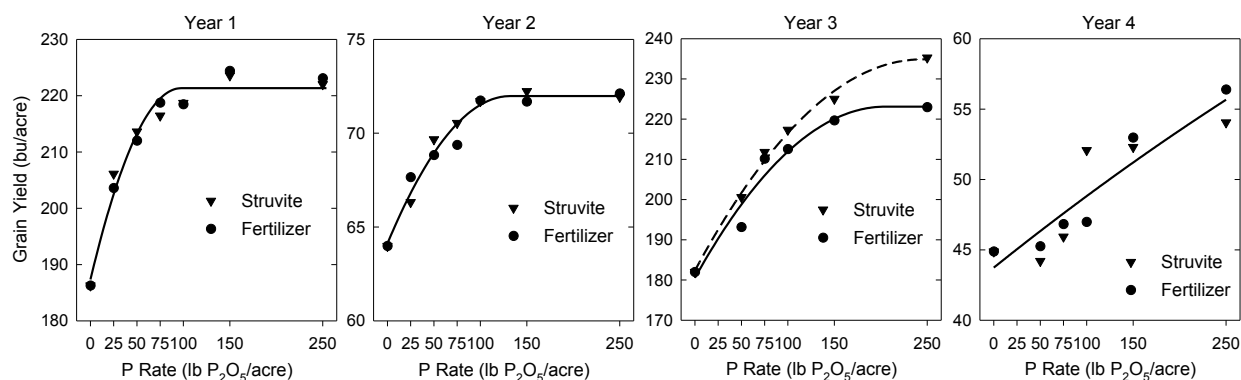 Year 1
Year 2
Year 3
Year 4
Grain Yield (bu/acre)
230
220
210
200
190
180
Struvite
Fertilizer
0 25 50 75 100 150 250
P Rate (lb P₂O₅/acre)
75
70
65
60
Struvite
Fertilizer
0 25 50 75 100 150 250
P Rate (lb P₂O₅/acre)
240
230
220
210
200
190
180
170
Struvite
Fertilizer
0 25 50 75 100 150 250
P Rate (lb P₂O₅/acre)
60
55
50
45
40
Struvite
Fertilizer
0 25 50 75 100 150 250
P Rate (lb P₂O₅/acre)